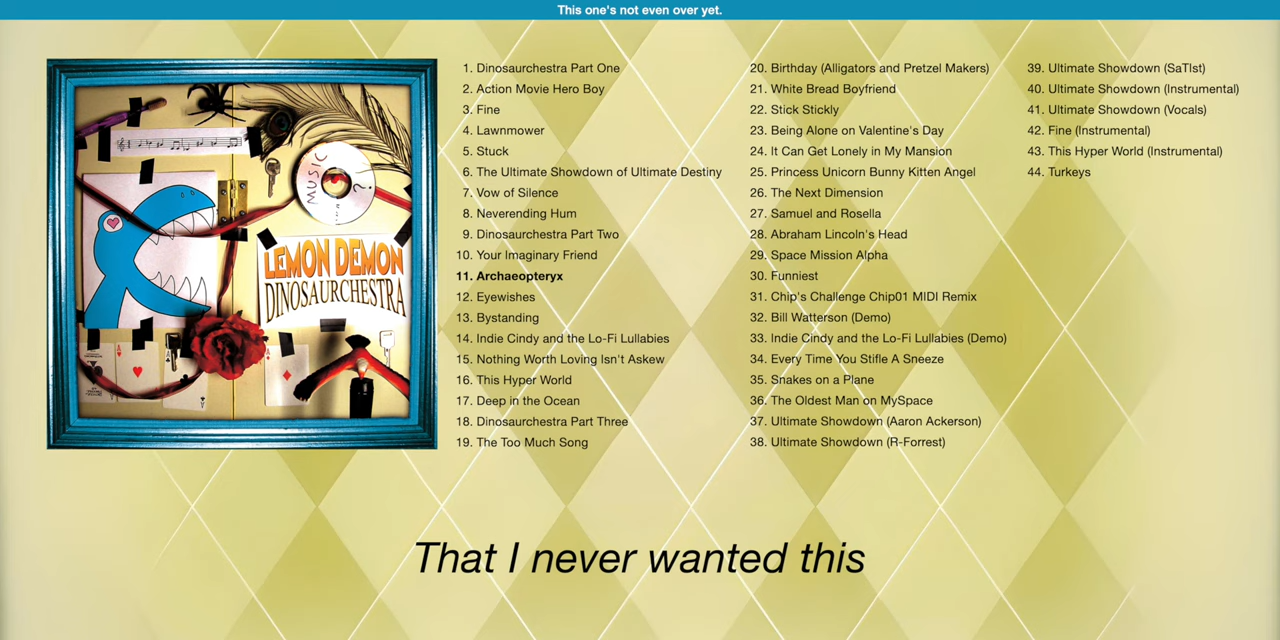 This one's not even over yet.
MUSIC
LEMON DEMON
DINOSAURCHESTRA
1. Dinosaurchestra Part One
2. Action Movie Hero Boy
3. Fine
4. Lawnmower
5. Stuck
6. The Ultimate Showdown of Ultimate Destiny
7. Vow of Silence
8. Neverending Hum
9. Dinosaurchestra Part Two
10. Your Imaginary Friend
11. Archaeopteryx
12. Eyewishes
13. Bystanding
14. Indie Cindy and the Lo-Fi Lullabies
15. Nothing Worth Loving Isn't Askew
16. This Hyper World
17. Deep in the Ocean
18. Dinosaurchestra Part Three
19. The Too Much Song
20. Birthday (Alligators and Pretzel Makers)
21. White Bread Boyfriend
22. Stick Stickly
23. Being Alone on Valentine's Day
24. It Can Get Lonely in My Mansion
25. Princess Unicorn Bunny Kitten Angel
26. The Next Dimension
27. Samuel and Rosella
28. Abraham Lincoln's Head
29. Space Mission Alpha
30. Funniest
31. Chip's Challenge Chip01 MIDI Remix
32. Bill Watterson (Demo)
33. Indie Cindy and the Lo-Fi Lullabies (Demo)
34. Every Time You Stifle A Sneeze
35. Snakes on a Plane
36. The Oldest Man on MySpace
37. Ultimate Showdown (Aaron Ackerson)
38. Ultimate Showdown (R-Forrest)
39. Ultimate Showdown (SaTIst)
40. Ultimate Showdown (Instrumental)
41. Ultimate Showdown (Vocals)
42. Fine (Instrumental)
43. This Hyper World (Instrumental)
44. Turkeys
That I never wanted this